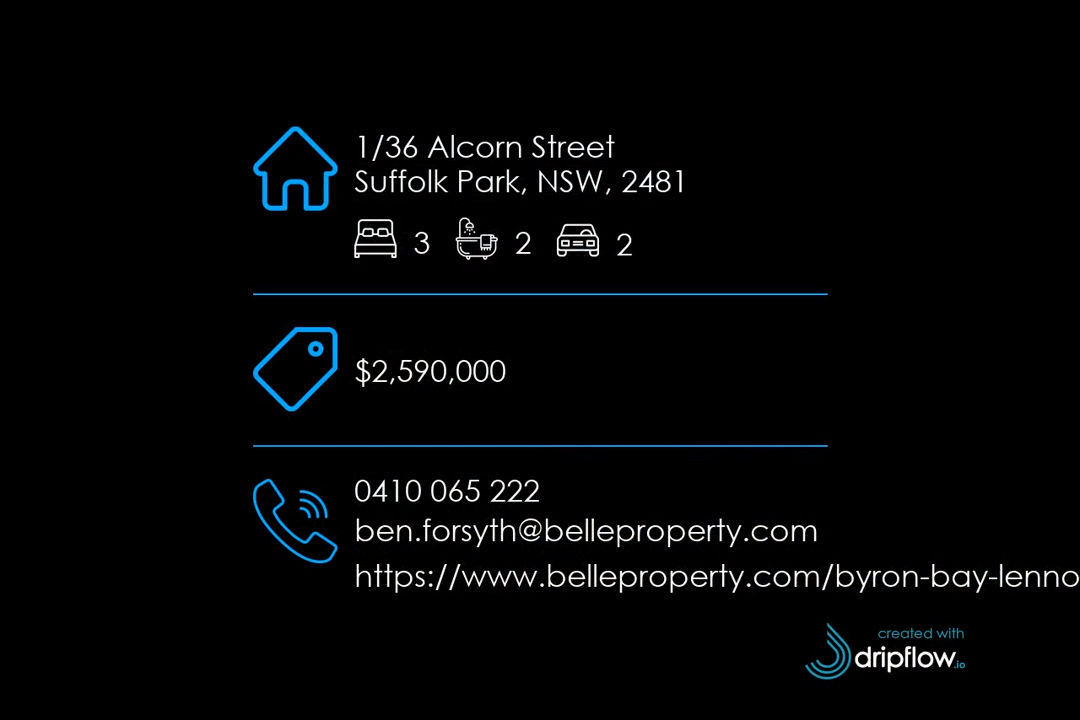 1/36 Alcorn Street
Suffolk Park, NSW, 2481
3 2 2
$2,590,000
0410 065 222
ben.forsyth@belleproperty.com
https://www.belleproperty.com/byron-bay-lenno
created with
dripflow.io